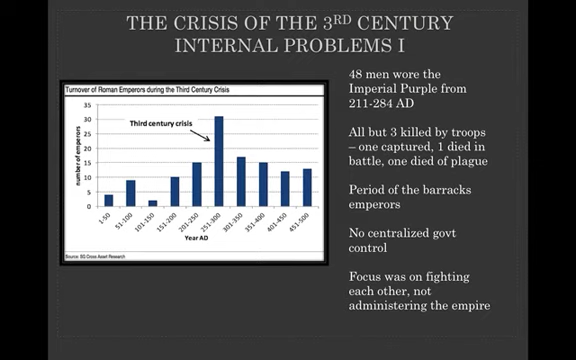 THE CRISIS OF THE 3RD CENTURY
INTERNAL PROBLEMS I
Turnover of Roman Emperors during the Third Century Crisis
number of emperors
35
30
25
20
15
10
5
0
Third century crisis
1-50
51-100
101-150
151-200
201-250
251-300
301-350
351-400
401-450
451-500
Year AD
Source: SG Cross Asset Research
48 men wore the
Imperial Purple from
211-284 AD
All but 3 killed by troops
– one captured, 1 died in
battle, one died of plague
Period of the barracks
emperors
No centralized govt
control
Focus was on fighting
each other, not
administering the empire